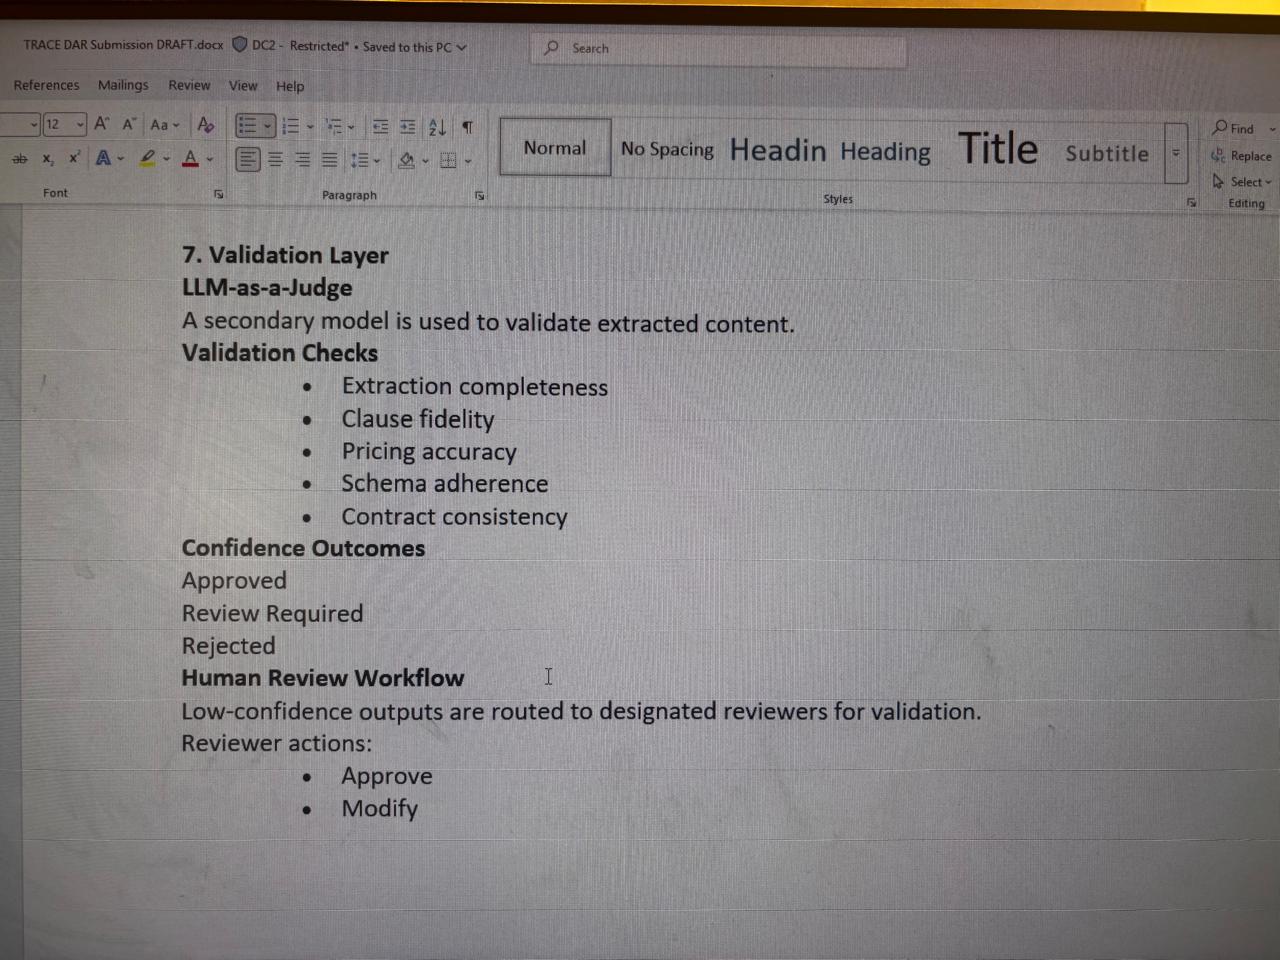 TRACE DAR Submission DRAFT.docx DC2 - Restricted* • Saved to this PC
Search
References Mailings Review View Help
12 A A Aa A
ab x₂ x² A A
Font Paragraph Styles Editing
Normal No Spacing Headin Heading Title Subtitle
Find
Replace
Select
7. Validation Layer
LLM-as-a-Judge
A secondary model is used to validate extracted content.
Validation Checks
• Extraction completeness
• Clause fidelity
• Pricing accuracy
• Schema adherence
• Contract consistency
Confidence Outcomes
Approved
Review Required
Rejected
Human Review Workflow
Low-confidence outputs are routed to designated reviewers for validation.
Reviewer actions:
• Approve
• Modify